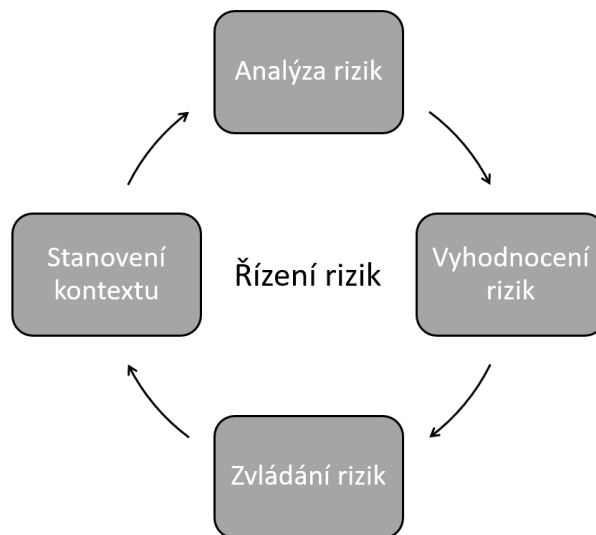 Analýza rizik
Stanovení
kontextu
Řízení rizik
Vyhodnocení
rizik
Zvládání rizik